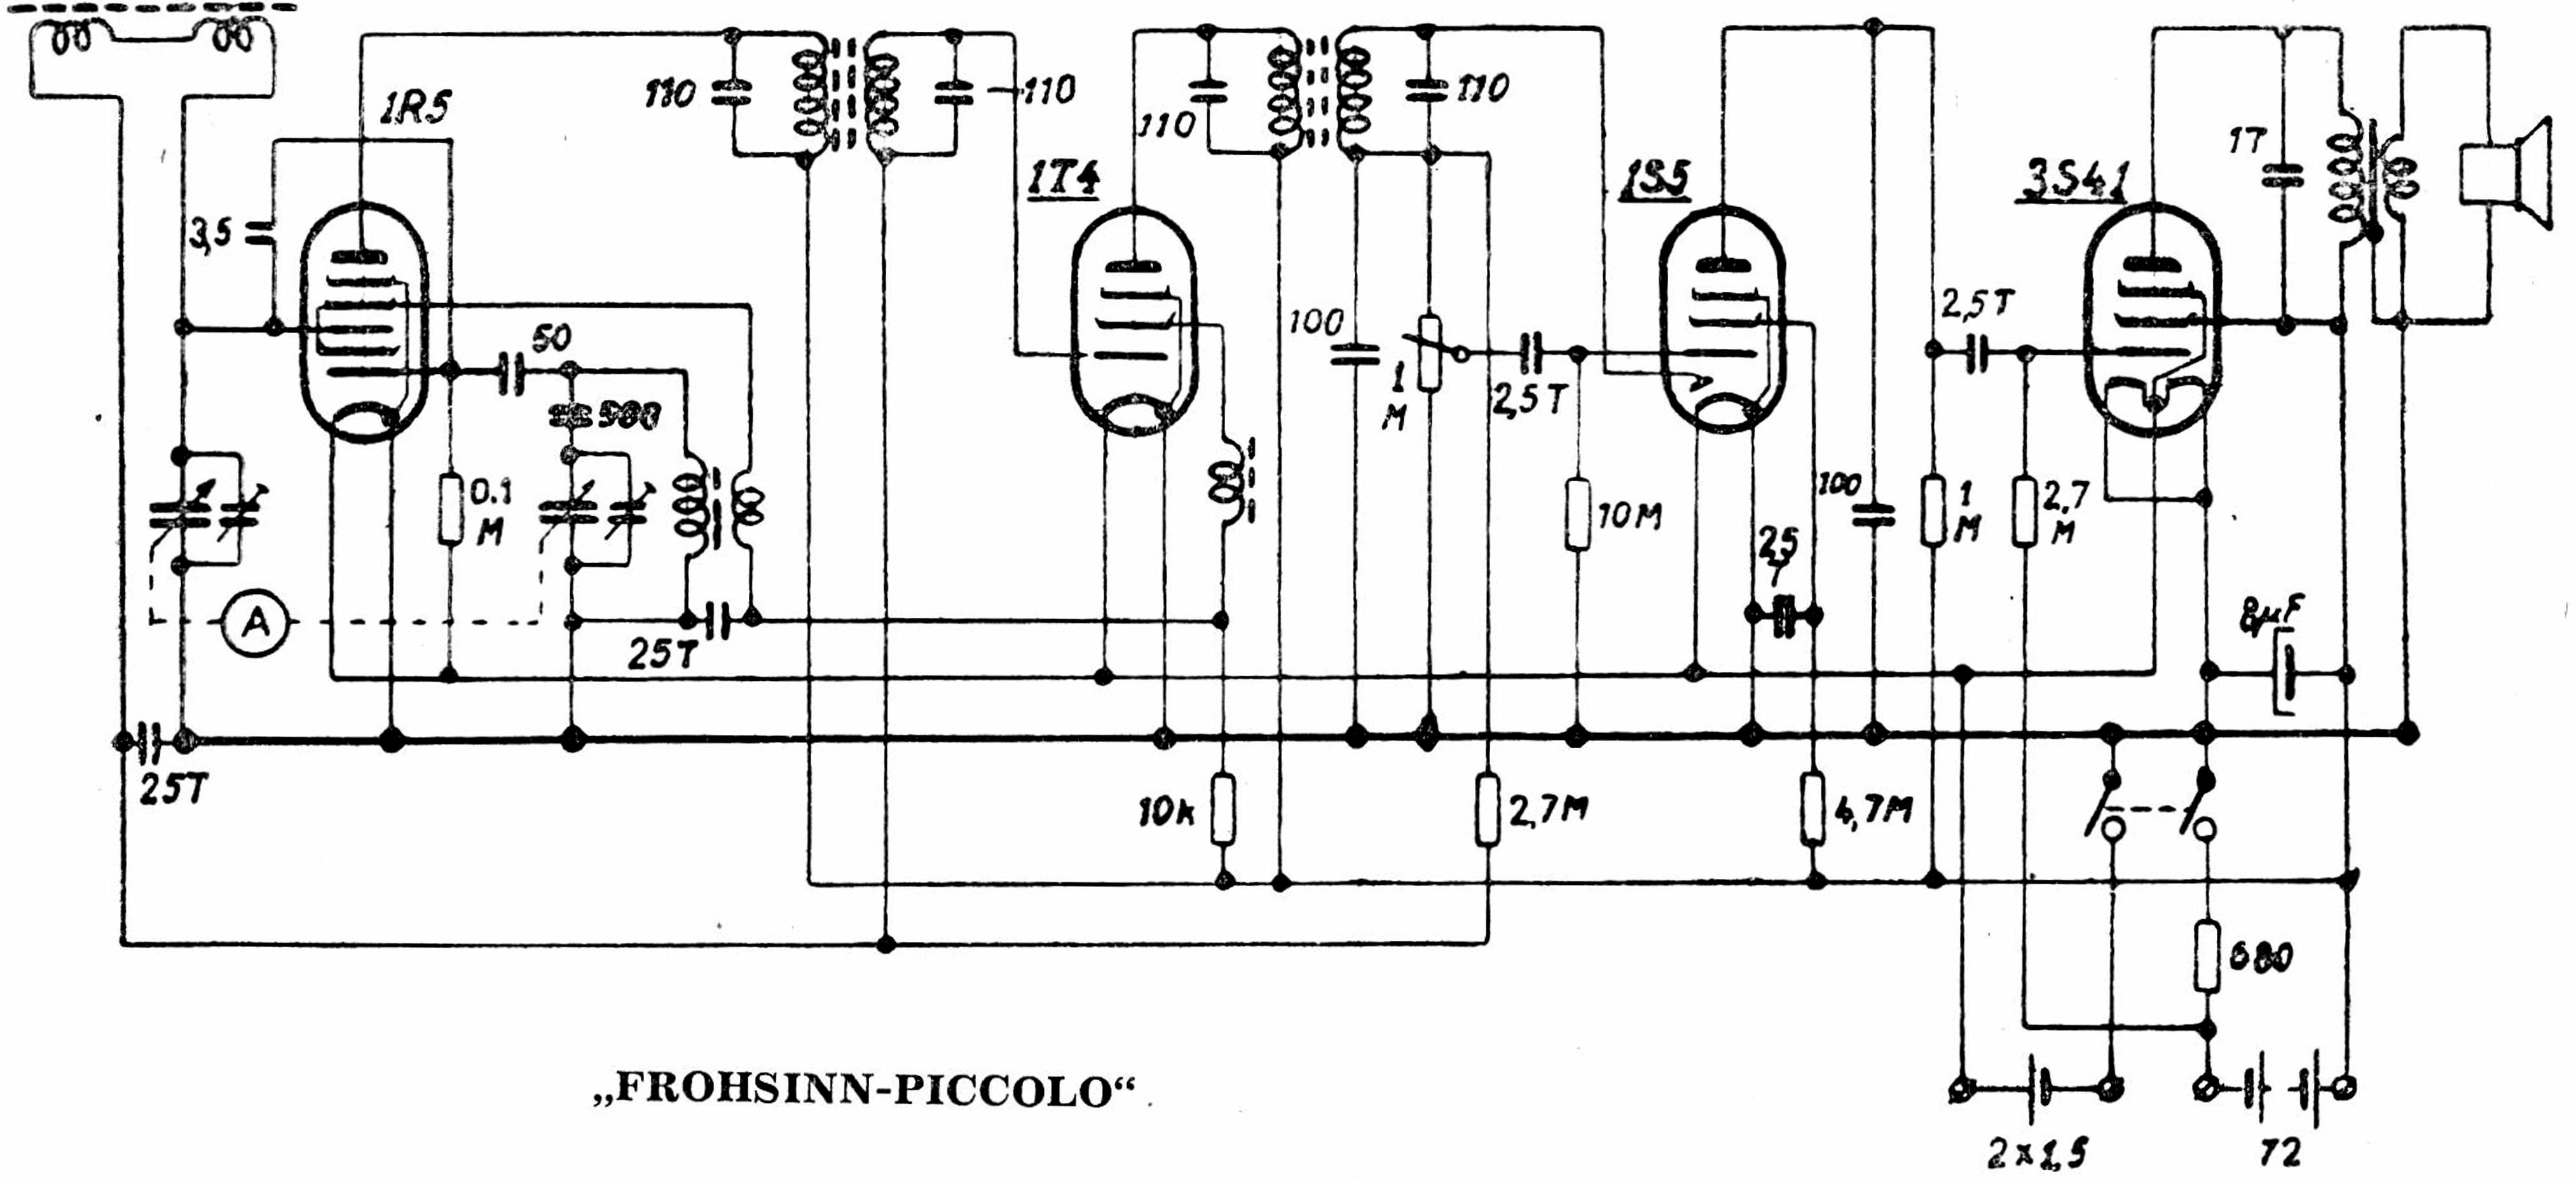 1R5
110
110
110
110
1T4
1S5
3S41
1T
3,5
50
500
0.1
M
25T
100
1
M
2,5T
10M
25
T
100
2,5T
1
M
2,7
M
8µF
A
25T
10k
2,7M
4,7M
680
2x1,5
72
„FROHSINN-PICCOLO“